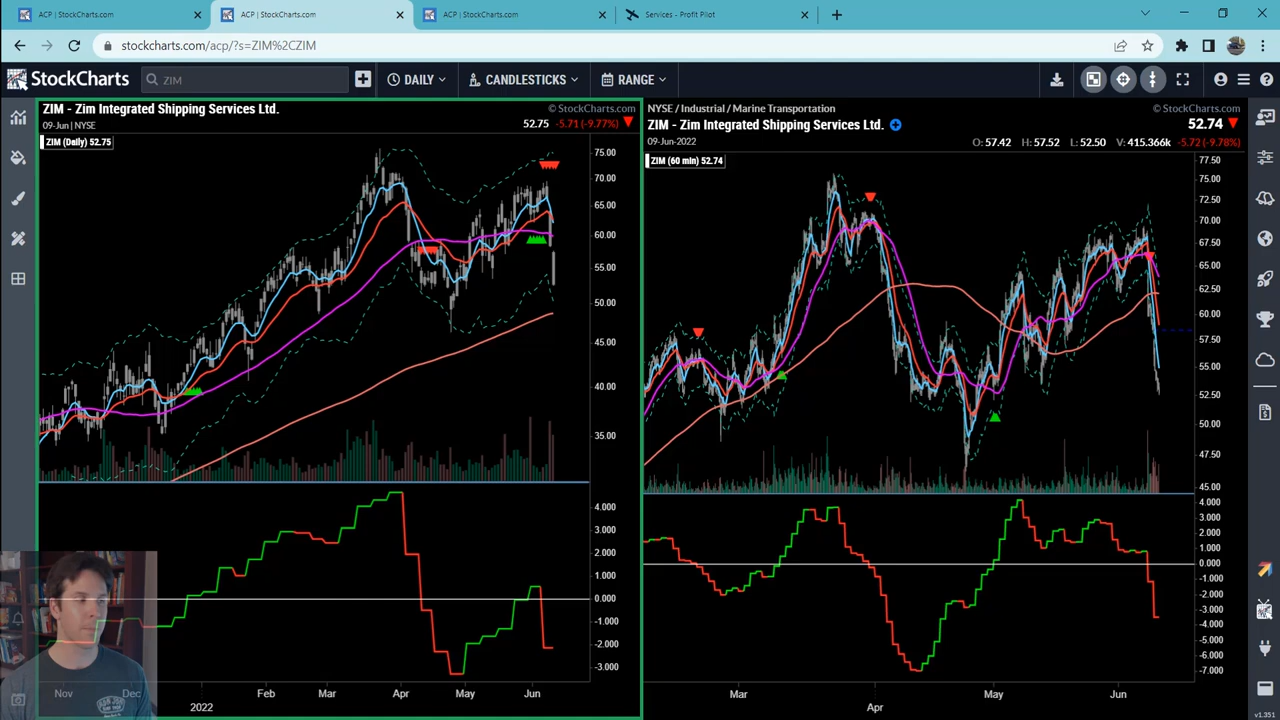 ACP | StockCharts.com
ACP | StockCharts.com
ACP | StockCharts.com
Services - Profit Pilot
stockcharts.com/acp/?s=ZIM%2CZIM
StockCharts
ZIM
DAILY
CANDLESTICKS
RANGE
ZIM - Zim Integrated Shipping Services Ltd.
© StockCharts.com
09-Jun | NYSE
52.75 -5.71 (-9.77%)
ZIM (Daily) 52.75
75.00
70.00
65.00
60.00
55.00
50.00
45.00
40.00
35.00
4.000
3.000
2.000
1.000
0.000
-1.000
-2.000
-3.000
Nov
Dec
2022
Feb
Mar
Apr
May
Jun
NYSE / Industrial / Marine Transportation
© StockCharts.com
ZIM - Zim Integrated Shipping Services Ltd.
52.74
09-Jun-2022
O: 57.42 H: 57.52 L: 52.50 V: 415.366k -5.72 (-9.78%)
ZIM (60 min) 52.74
77.50
75.00
72.50
70.00
67.50
65.00
62.50
60.00
57.50
55.00
52.50
50.00
47.50
45.00
4.000
3.000
2.000
1.000
0.000
-1.000
-2.000
-3.000
-4.000
-5.000
-6.000
-7.000
Mar
Apr
May
Jun
v1.351